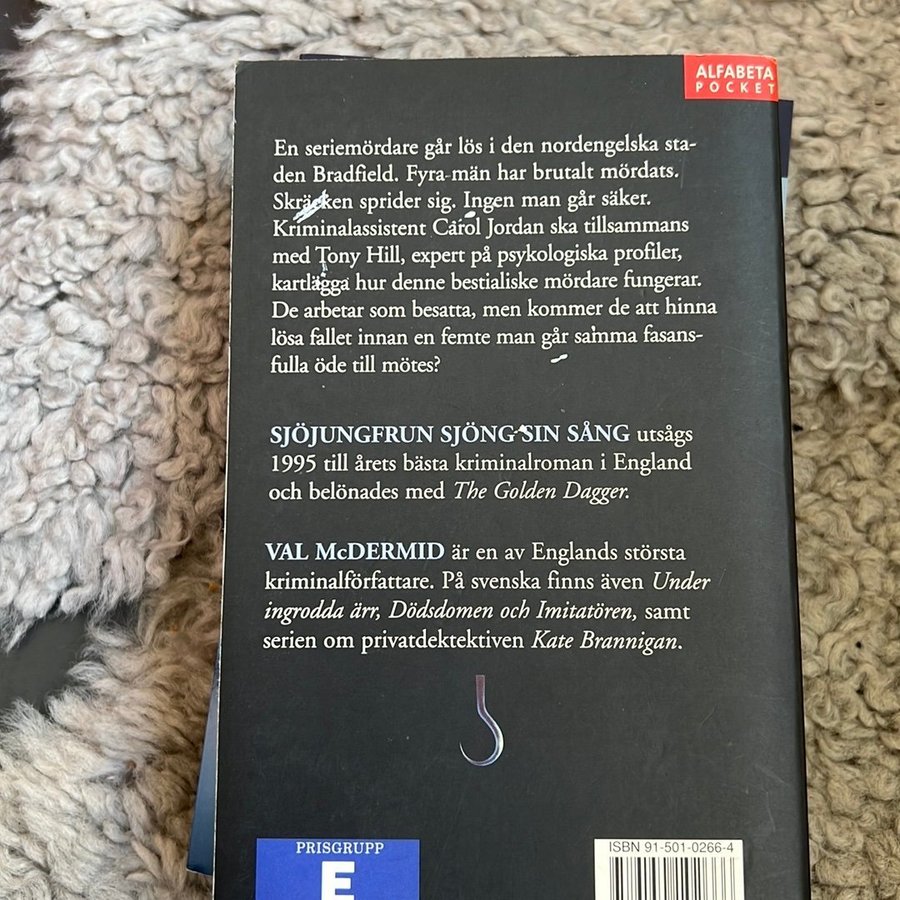 ALFABETA
POCKET
En seriemördare går lös i den nordengelska sta-
den Bradfield. Fyra män har brutalt mördats.
Skräcken sprider sig. Ingen man går säker.
Kriminalassistent Carol Jordan ska tillsammans
med Tony Hill, expert på psykologiska profiler,
kartlägga hur denne bestialiske mördare fungerar.
De arbetar som besatta, men kommer de att hinna
lösa fallet innan en femte man går samma fasans-
fulla öde till mötes?
SJÖJUNGFRUN SJÖNG SIN SÅNG utsågs
1995 till årets bästa kriminalroman i England
och belönades med The Golden Dagger.
VAL McDERMID är en av Englands största
kriminalförfattare. På svenska finns även Under
ingrodda ärr, Dödsdomen och Imitatören, samt
serien om privatdektektiven Kate Brannigan.
PRISGRUPP
E
ISBN 91-501-0266-4